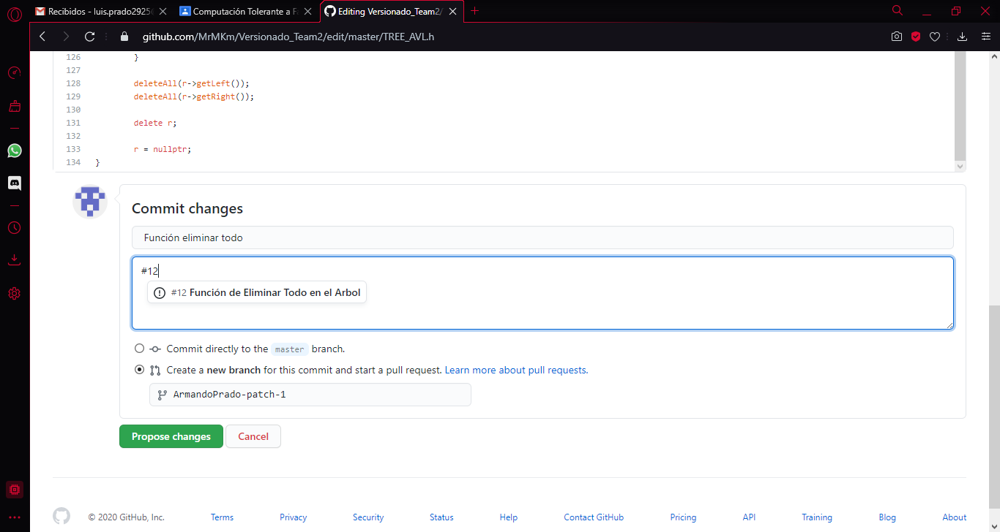 Recibidos - luis.prado2925
Computación Tolerante a Fa
Editing Versionado_Team2/
github.com/MrMKm/Versionado_Team2/edit/master/TREE_AVL.h
126 }
127
128 deleteAll(r->getLeft());
129 deleteAll(r->getRight());
130
131 delete r;
132
133 r = nullptr;
134 }
Commit changes
Función eliminar todo
#12
#12 Función de Eliminar Todo en el Arbol
Commit directly to the master branch.
Create a new branch for this commit and start a pull request. Learn more about pull requests.
ArmandoPrado-patch-1
Propose changes Cancel
© 2020 GitHub, Inc. Terms Privacy Security Status Help Contact GitHub Pricing API Training Blog About